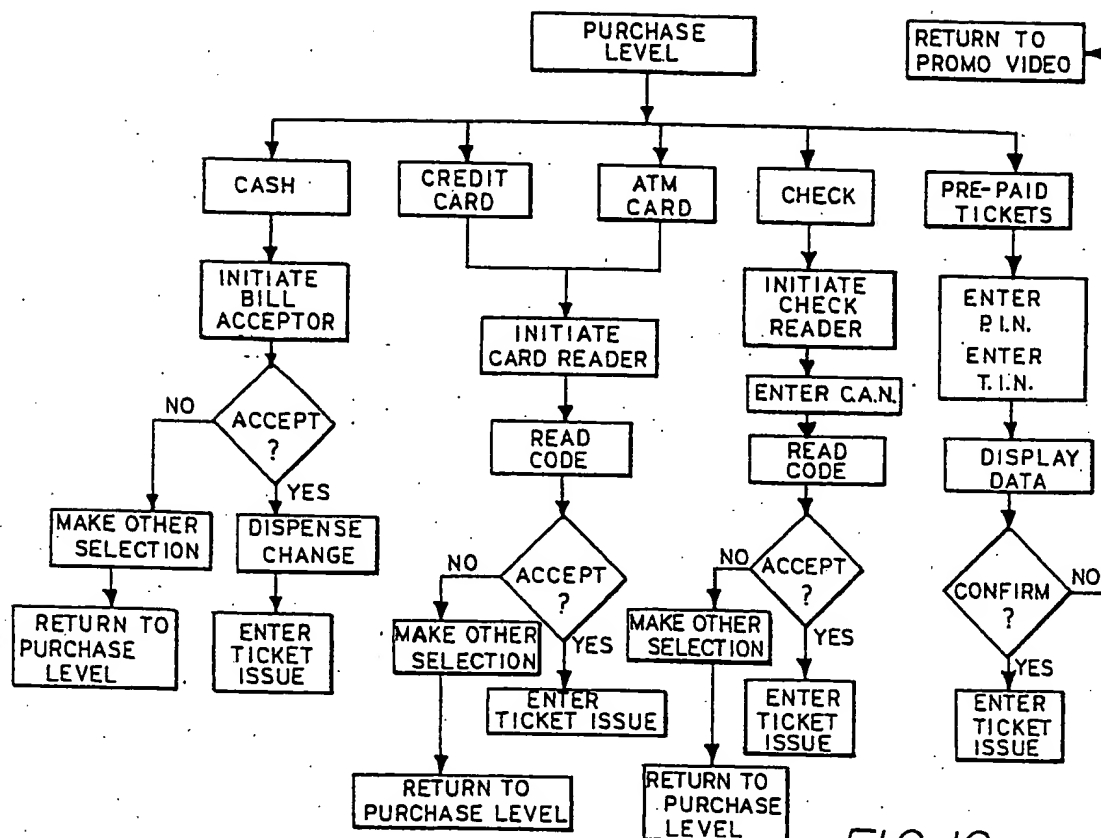 PURCHASE
LEVEL
RETURN TO
PROMO VIDEO
CASH
CREDIT
CARD
ATM
CARD
CHECK
PRE-PAID
TICKETS
INITIATE
BILL
ACCEPTOR
INITIATE
CARD READER
INITIATE
CHECK
READER
ENTER
P.I.N.
ENTER
T.I.N.
ENTER C.A.N.
NO
ACCEPT
?
YES
READ
CODE
READ
CODE
DISPLAY
DATA
MAKE OTHER
SELECTION
DISPENSE
CHANGE
NO
ACCEPT
?
YES
NO
ACCEPT
?
YES
CONFIRM
?
NO
YES
RETURN TO
PURCHASE
LEVEL
ENTER
TICKET
ISSUE
MAKE OTHER
SELECTION
ENTER
TICKET ISSUE
MAKE OTHER
SELECTION
ENTER
TICKET
ISSUE
ENTER
TICKET
ISSUE
RETURN TO
PURCHASE LEVEL
RETURN TO
PURCHASE
LEVEL